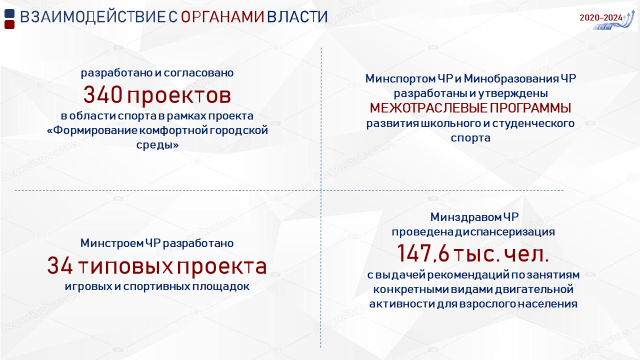 ВЗАИМОДЕЙСТВИЕ С ОРГАНАМИ ВЛАСТИ
2020-2024
разработано и согласовано
340 проектов
в области спорта в рамках проекта
«Формирование комфортной городской
среды»
Минспортом ЧР и Минобразования ЧР
разработаны и утверждены
МЕЖОТРАСЛЕВЫЕ ПРОГРАММЫ
развития школьного и студенческого
спорта
Минстроем ЧР разработано
34 типовых проекта
игровых и спортивных площадок
Минздравом ЧР
проведена диспансеризация
147,6 тыс. чел.
с выдачей рекомендаций по занятиям
конкретными видами двигательной
активности для взрослого населения